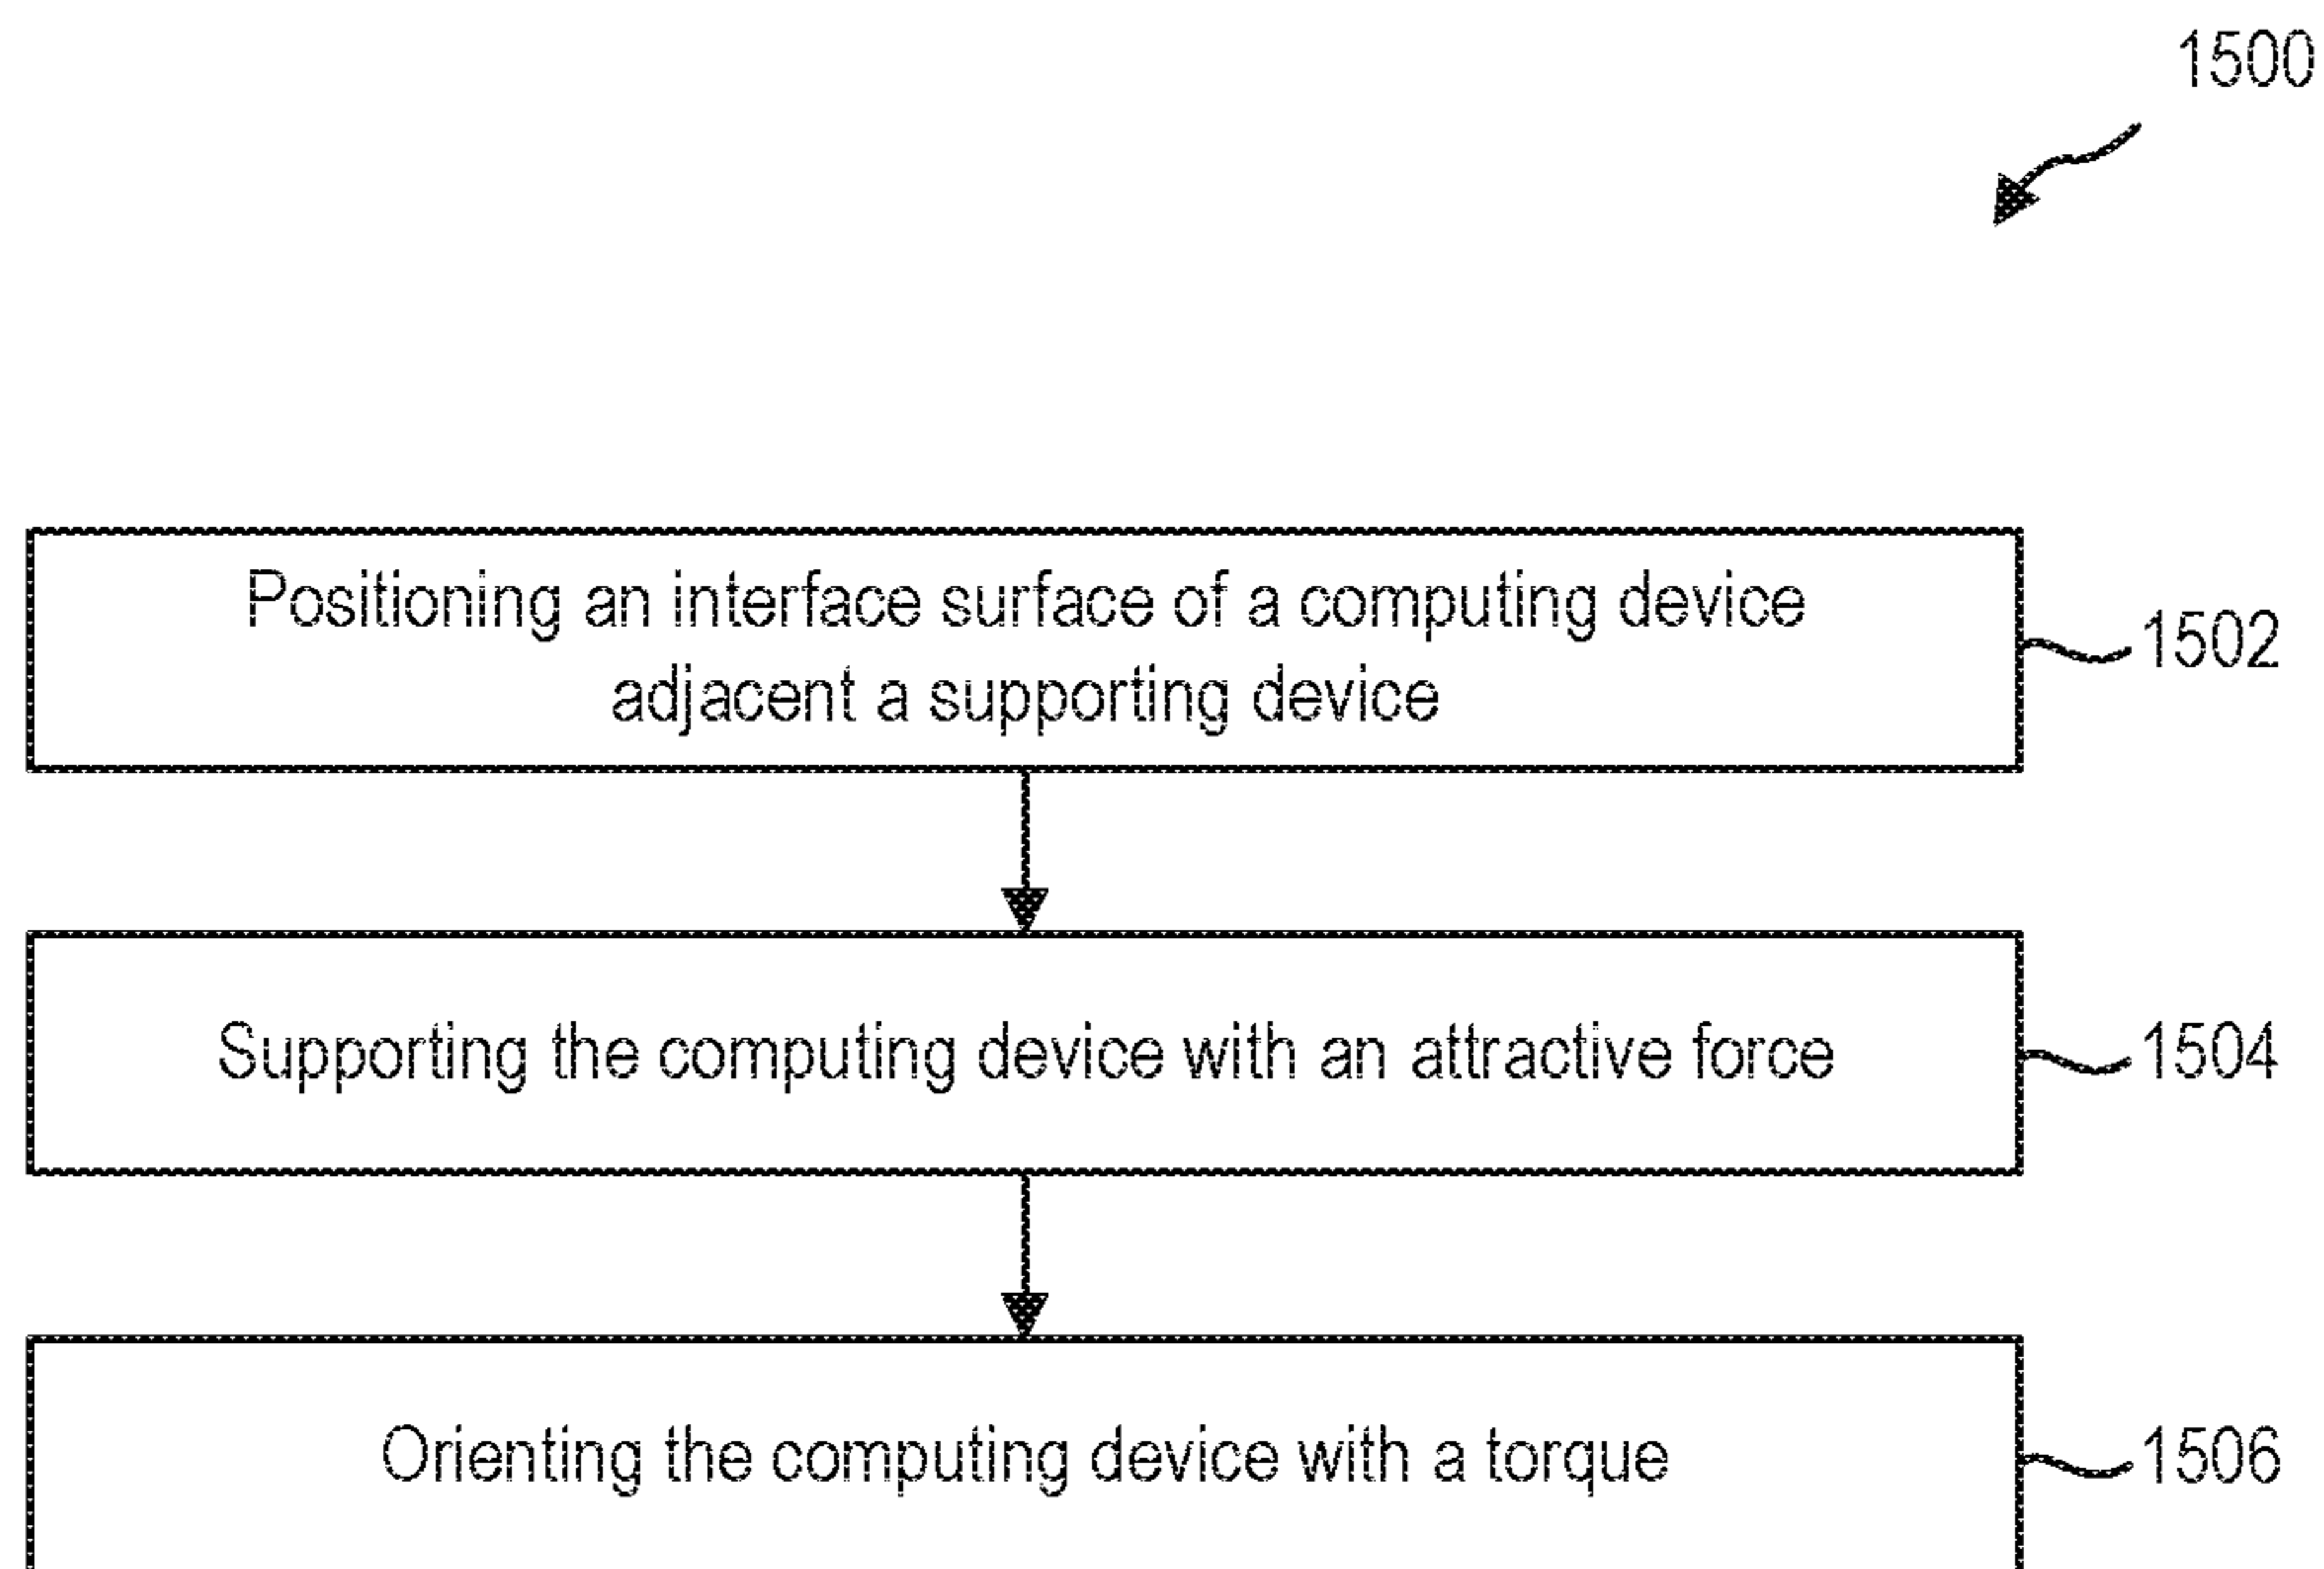 1500
Positioning an interface surface of a computing device
adjacent a supporting device
1502
Supporting the computing device with an attractive force
1504
Orienting the computing device with a torque
1506